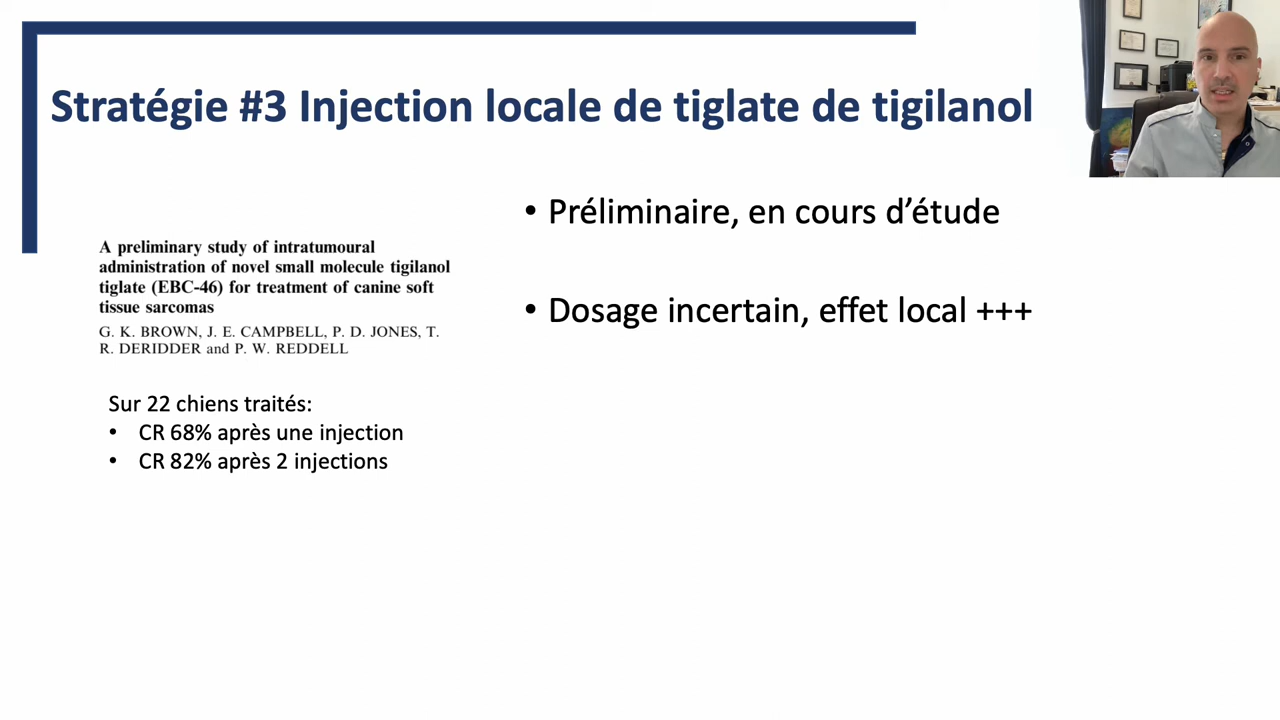 Stratégie #3 Injection locale de tiglate de tigilanol
A preliminary study of intratumoural
administration of novel small molecule tigilanol
tiglate (EBC-46) for treatment of canine soft
tissue sarcomas
G. K. BROWN, J. E. CAMPBELL, P. D. JONES, T.
R. DERIDDER and P. W. REDDELL
Sur 22 chiens traités:
• CR 68% après une injection
• CR 82% après 2 injections
• Préliminaire, en cours d’étude
• Dosage incertain, effet local +++